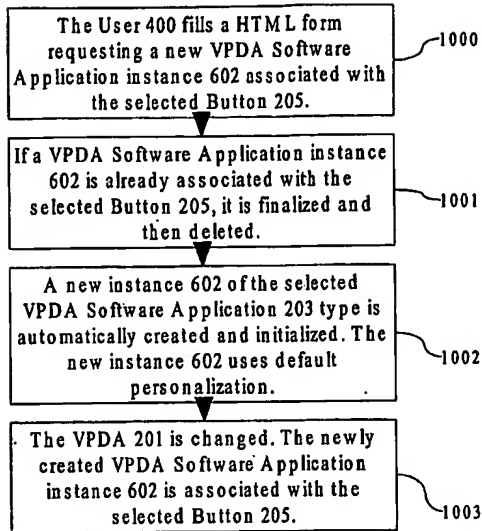 The User 400 fills a HTML form
requesting a new VPDA Software
Application instance 602 associated with
the selected Button 205.
1000
If a VPDA Software Application instance
602 is already associated with the
selected Button 205, it is finalized and
then deleted.
1001
A new instance 602 of the selected
VPDA Software Application 203 type is
automatically created and initialized. The
new instance 602 uses default
personalization.
1002
The VPDA 201 is changed. The newly
created VPDA Software Application
instance 602 is associated with the
selected Button 205.
1003